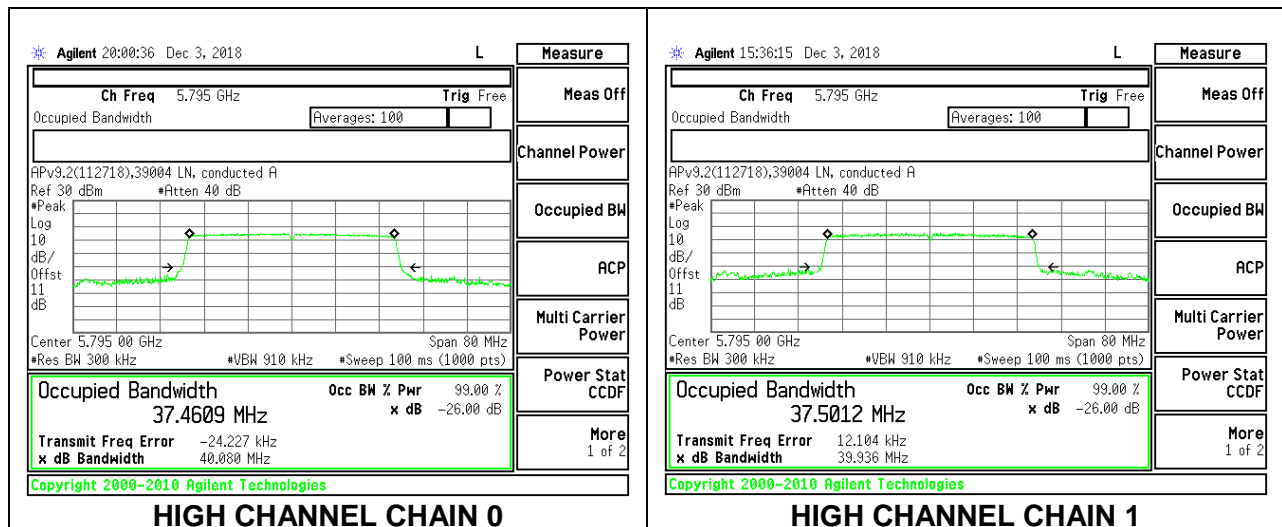 Agilent 20:00:36 Dec 3, 2018 L
Measure
Ch Freq 5.795 GHz Trig Free
Occupied Bandwidth Averages: 100
APv9.2(112718),39004 LN, conducted A
Ref 30 dBm #Atten 40 dB
#Peak
Log
10
dB/
Offst
11
dB
Center 5.795 00 GHz Span 80 MHz
#Res BW 300 kHz #VBW 910 kHz #Sweep 100 ms (1000 pts)
Occupied Bandwidth Occ BW % Pwr 99.00 %
37.4609 MHz x dB -26.00 dB
Transmit Freq Error -24.227 kHz
x dB Bandwidth 40.080 MHz
Copyright 2000-2010 Agilent Technologies
Meas Off
Channel Power
Occupied BW
ACP
Multi Carrier
Power
Power Stat
CCDF
More
1 of 2
HIGH CHANNEL CHAIN 0
Agilent 15:36:15 Dec 3, 2018 L
Measure
Ch Freq 5.795 GHz Trig Free
Occupied Bandwidth Averages: 100
APv9.2(112718),39004 LN, conducted A
Ref 30 dBm #Atten 40 dB
#Peak
Log
10
dB/
Offst
11
dB
Center 5.795 00 GHz Span 80 MHz
#Res BW 300 kHz #VBW 910 kHz #Sweep 100 ms (1000 pts)
Occupied Bandwidth Occ BW % Pwr 99.00 %
37.5012 MHz x dB -26.00 dB
Transmit Freq Error 12.104 kHz
x dB Bandwidth 39.936 MHz
Copyright 2000-2010 Agilent Technologies
Meas Off
Channel Power
Occupied BW
ACP
Multi Carrier
Power
Power Stat
CCDF
More
1 of 2
HIGH CHANNEL CHAIN 1